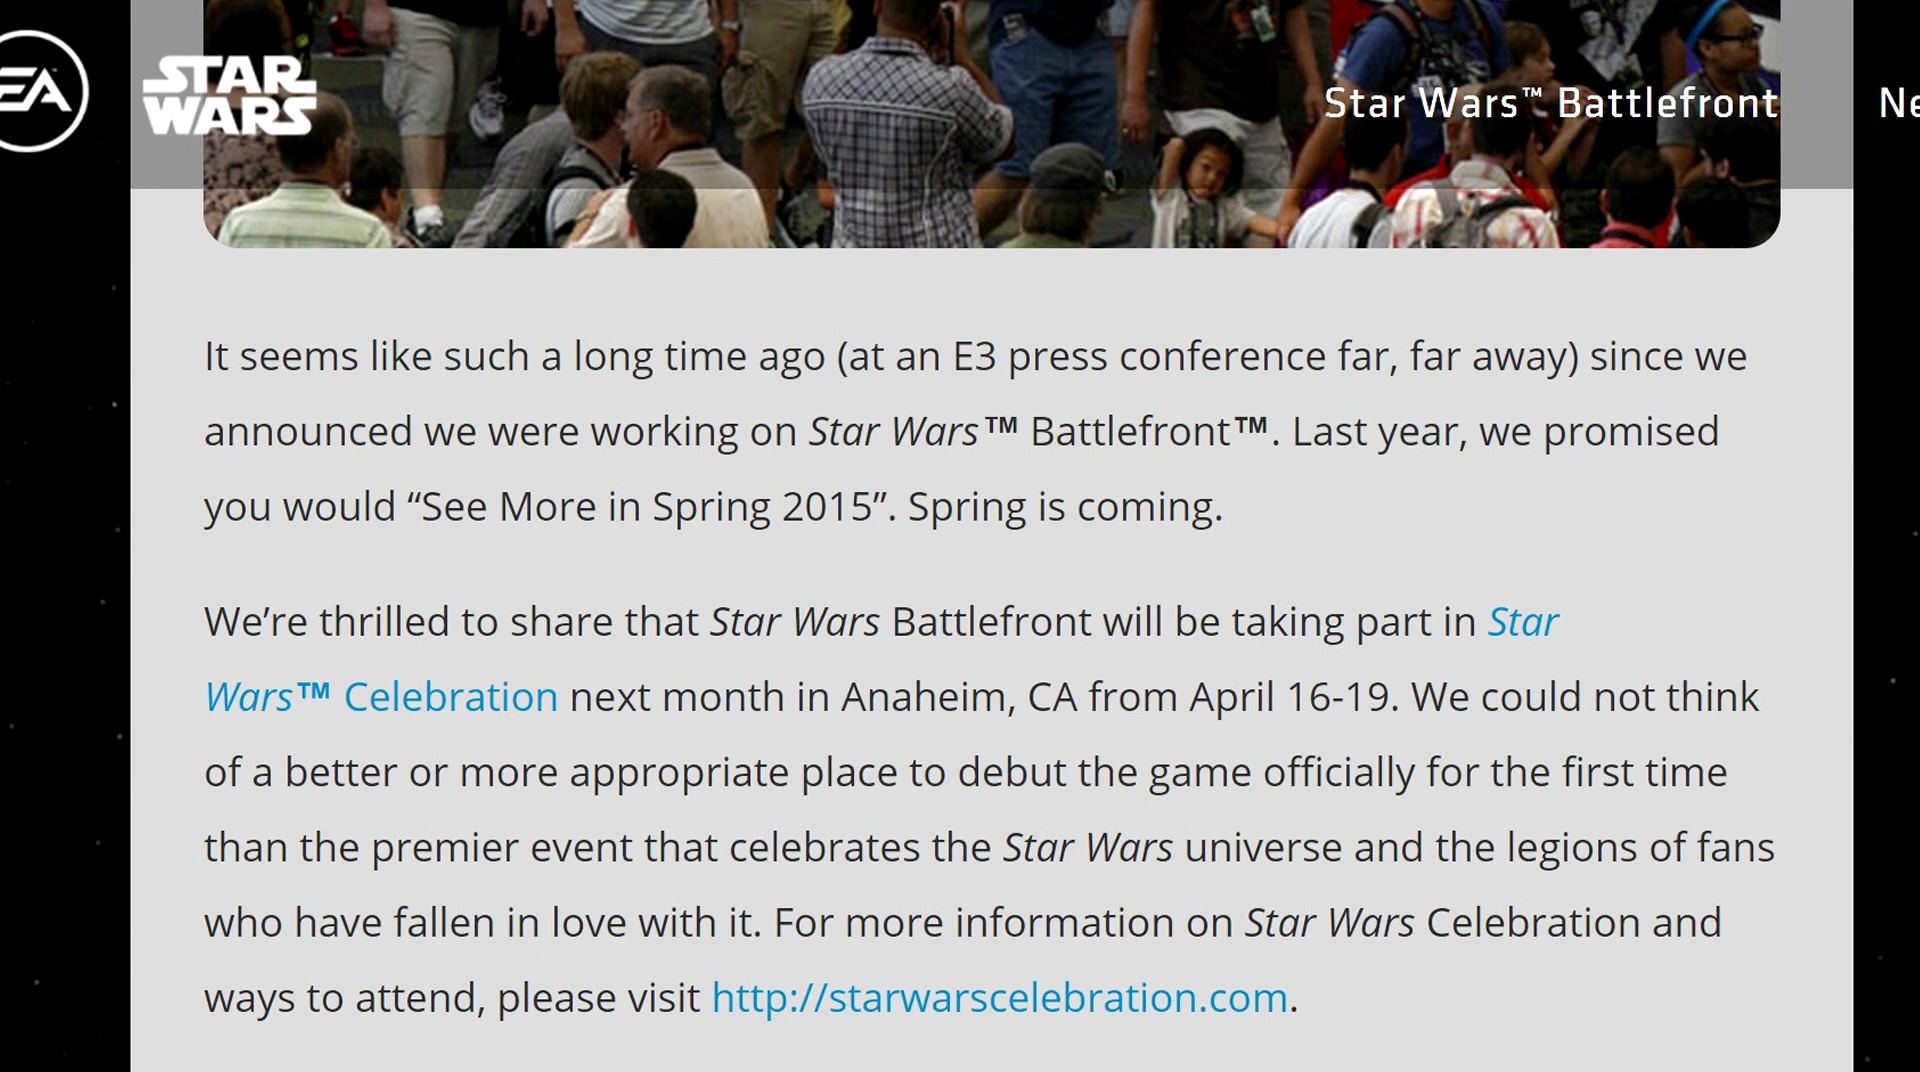 EA
STAR
WARS
Star Wars™ Battlefront
Ne
It seems like such a long time ago (at an E3 press conference far, far away) since we
announced we were working on Star Wars™ Battlefront™. Last year, we promised
you would “See More in Spring 2015”. Spring is coming.
We’re thrilled to share that Star Wars Battlefront will be taking part in Star
Wars™ Celebration next month in Anaheim, CA from April 16-19. We could not think
of a better or more appropriate place to debut the game officially for the first time
than the premier event that celebrates the Star Wars universe and the legions of fans
who have fallen in love with it. For more information on Star Wars Celebration and
ways to attend, please visit http://starwarscelebration.com.